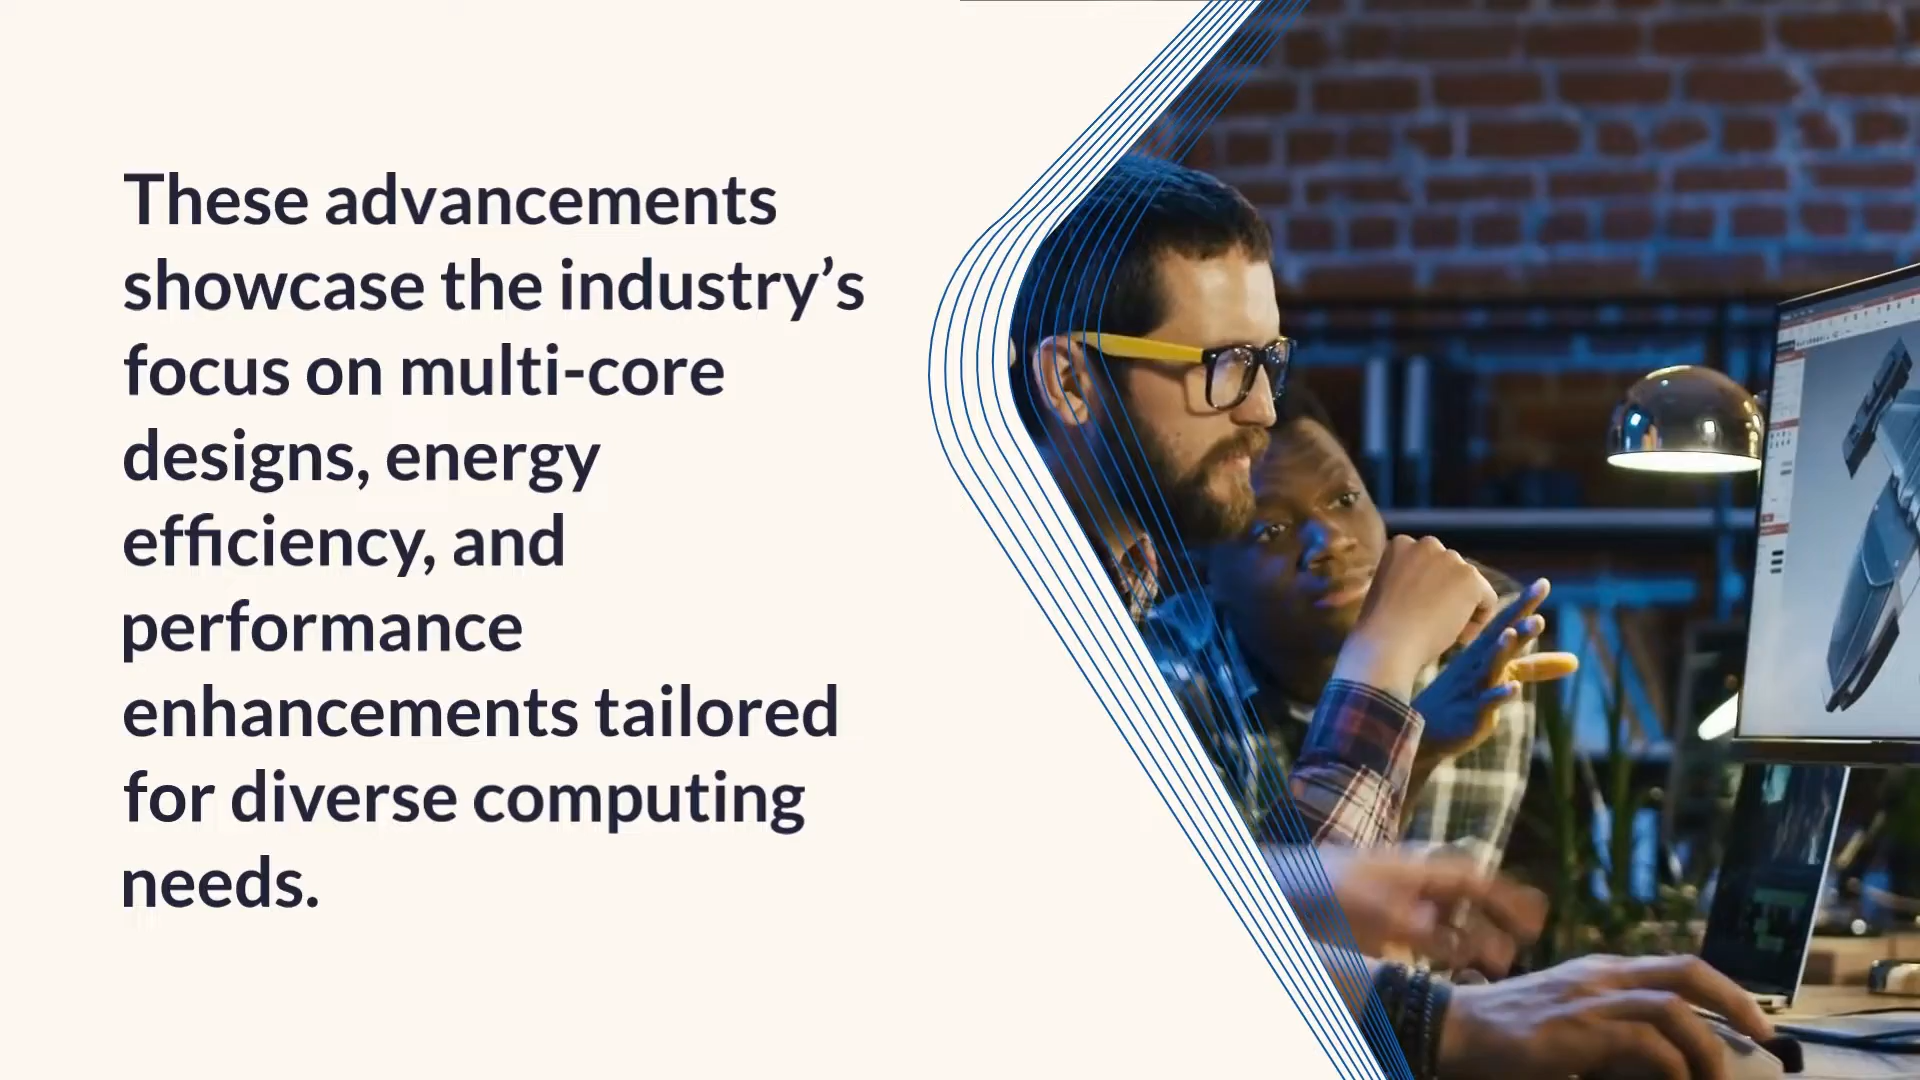 These advancements
showcase the industry’s
focus on multi-core
designs, energy
efficiency, and
performance
enhancements tailored
for diverse computing
needs.